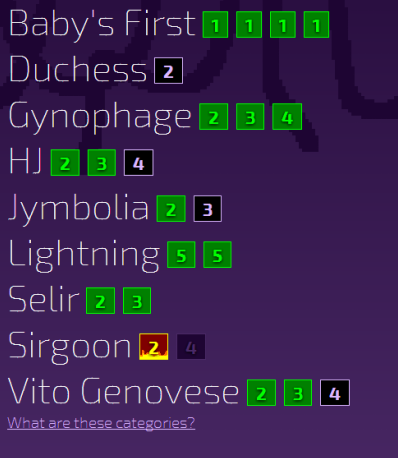 Baby's First 1 1 1 1
Duchess 2
Gynophage 2 3 4
HJ 2 3 4
Jymbolia 2 3
Lightning 5 5
Selir 2 3
Sirgoon 2 4
Vito Genovese 2 3 4
What are these categories?